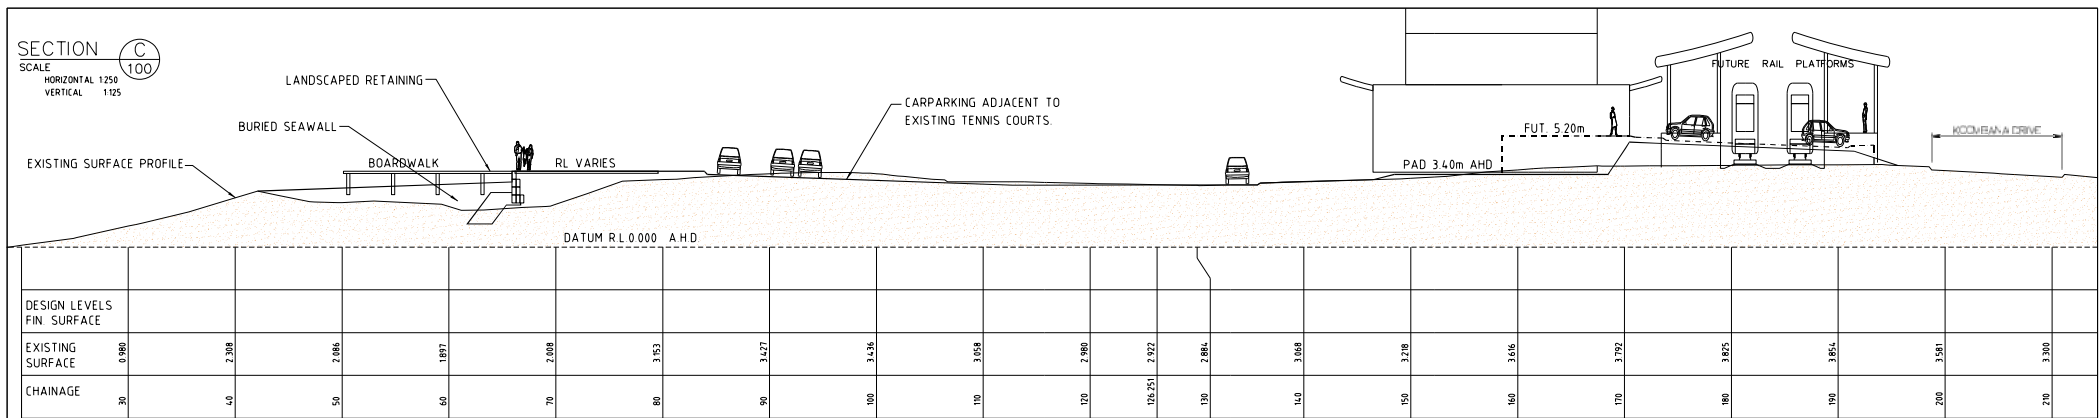 SECTION C
100
SCALE
HORIZONTAL 1:250
VERTICAL 1:125
LANDSCAPED RETAINING
BURIED SEAWALL
EXISTING SURFACE PROFILE
BOARDWALK
RL VARIES
CARPARKING ADJACENT TO
EXISTING TENNIS COURTS.
FUTURE RAIL PLATFORMS
FUT. 5.20m
PAD 3.40m AHD
KOOMBANA DRIVE
DATUM R.L.0.000 A.H.D.
DESIGN LEVELS
FIN. SURFACE
EXISTING
SURFACE
0.980 2.308 2.086 1.897 2.008 3.153 3.427 3.436 3.058 2.980 2.922 2.884 3.068 3.218 3.616 3.792 3.825 3.854 3.581 3.300
CHAINAGE
30 40 50 60 70 80 90 100 110 120 126.251 130 140 150 160 170 180 190 200 210